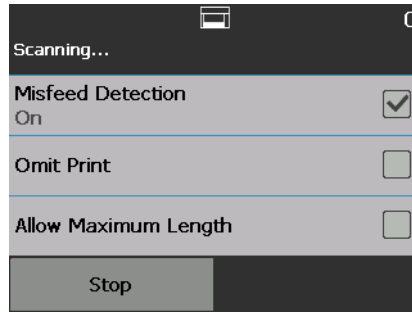 Scanning...
Misfeed Detection
On
Omit Print
Allow Maximum Length
Stop